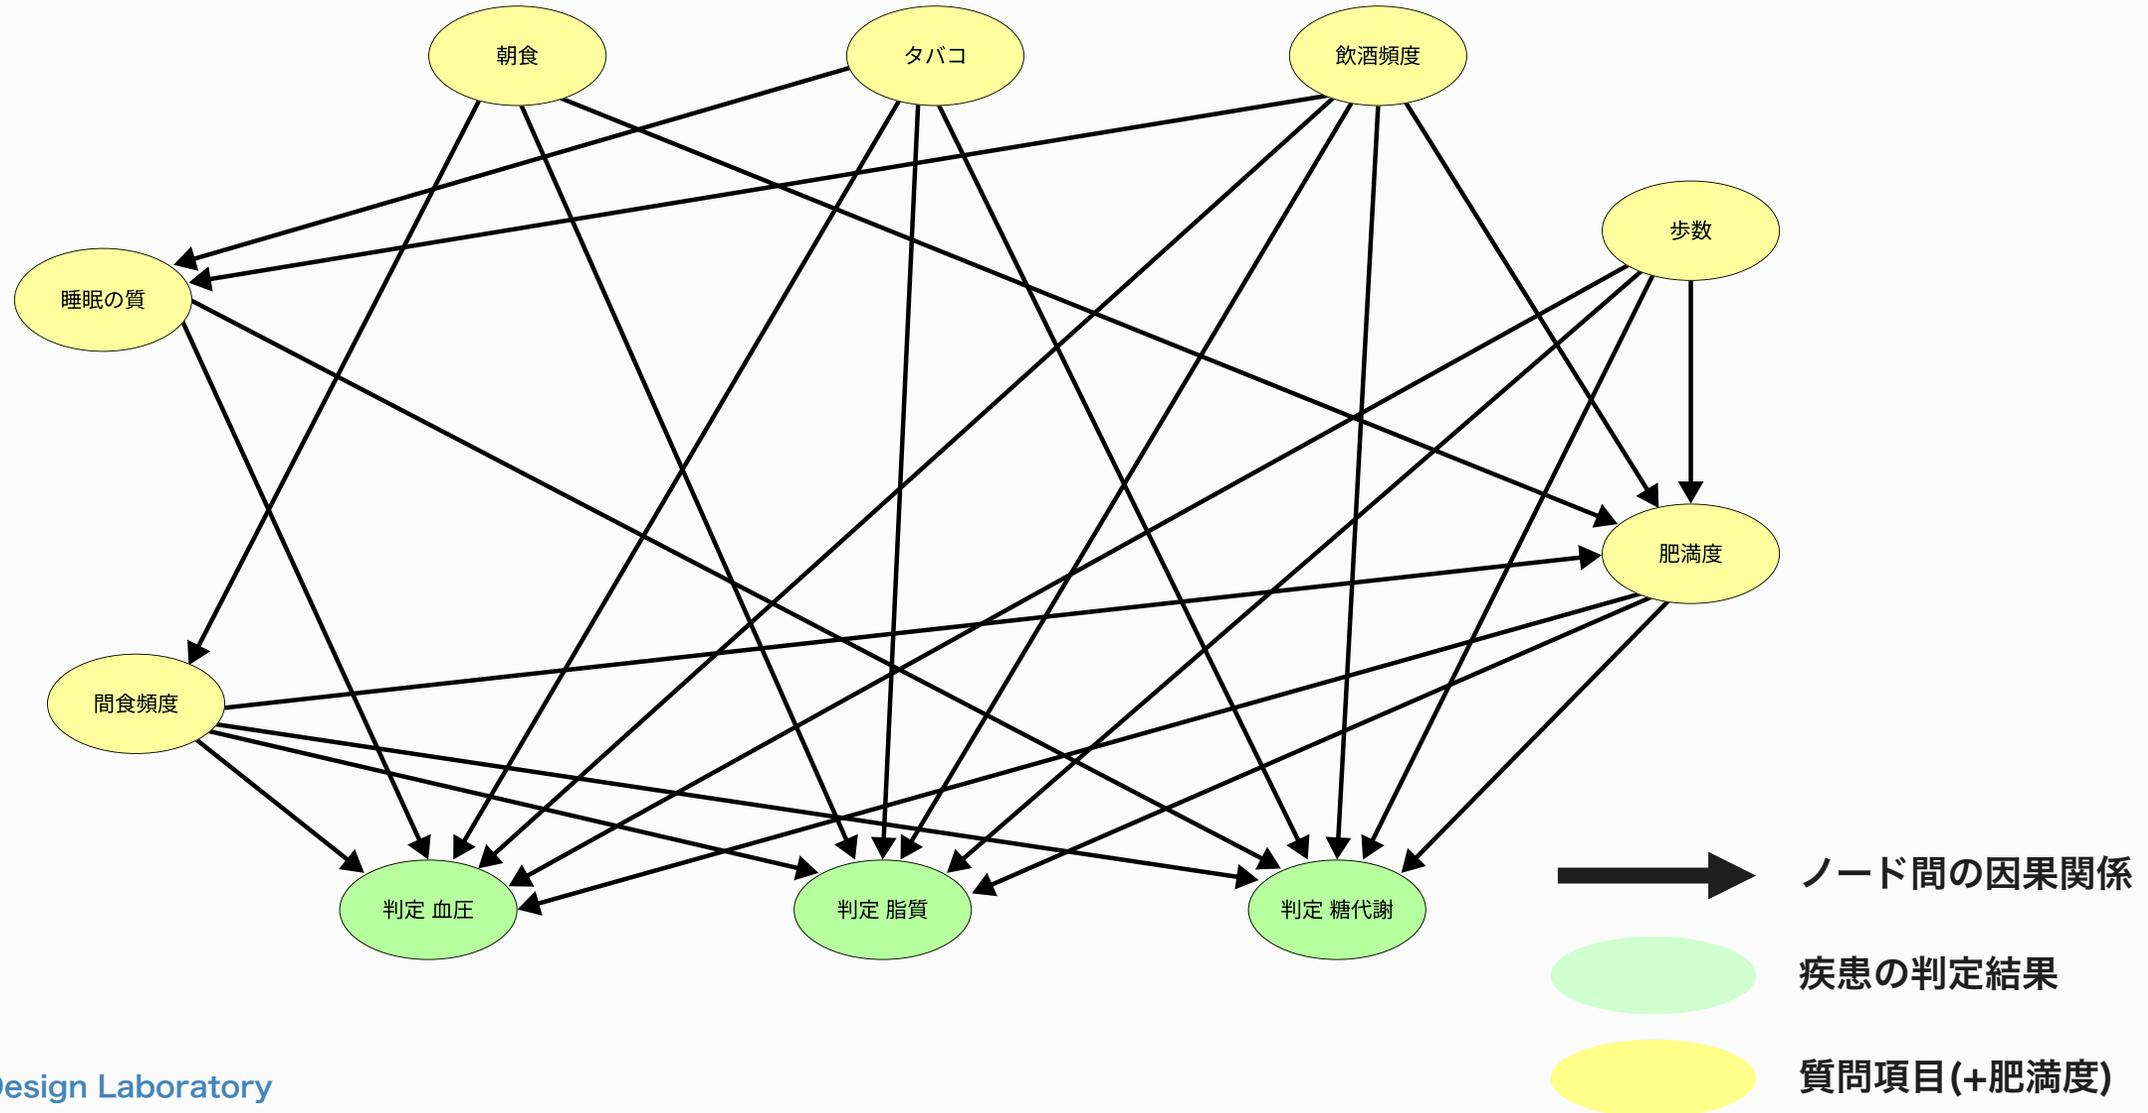 朝食
タバコ
飲酒頻度
歩数
睡眠の質
肥満度
間食頻度
判定 血圧
判定 脂質
判定 糖代謝
ノード間の因果関係
疾患の判定結果
質問項目(+肥満度)
Design Laboratory